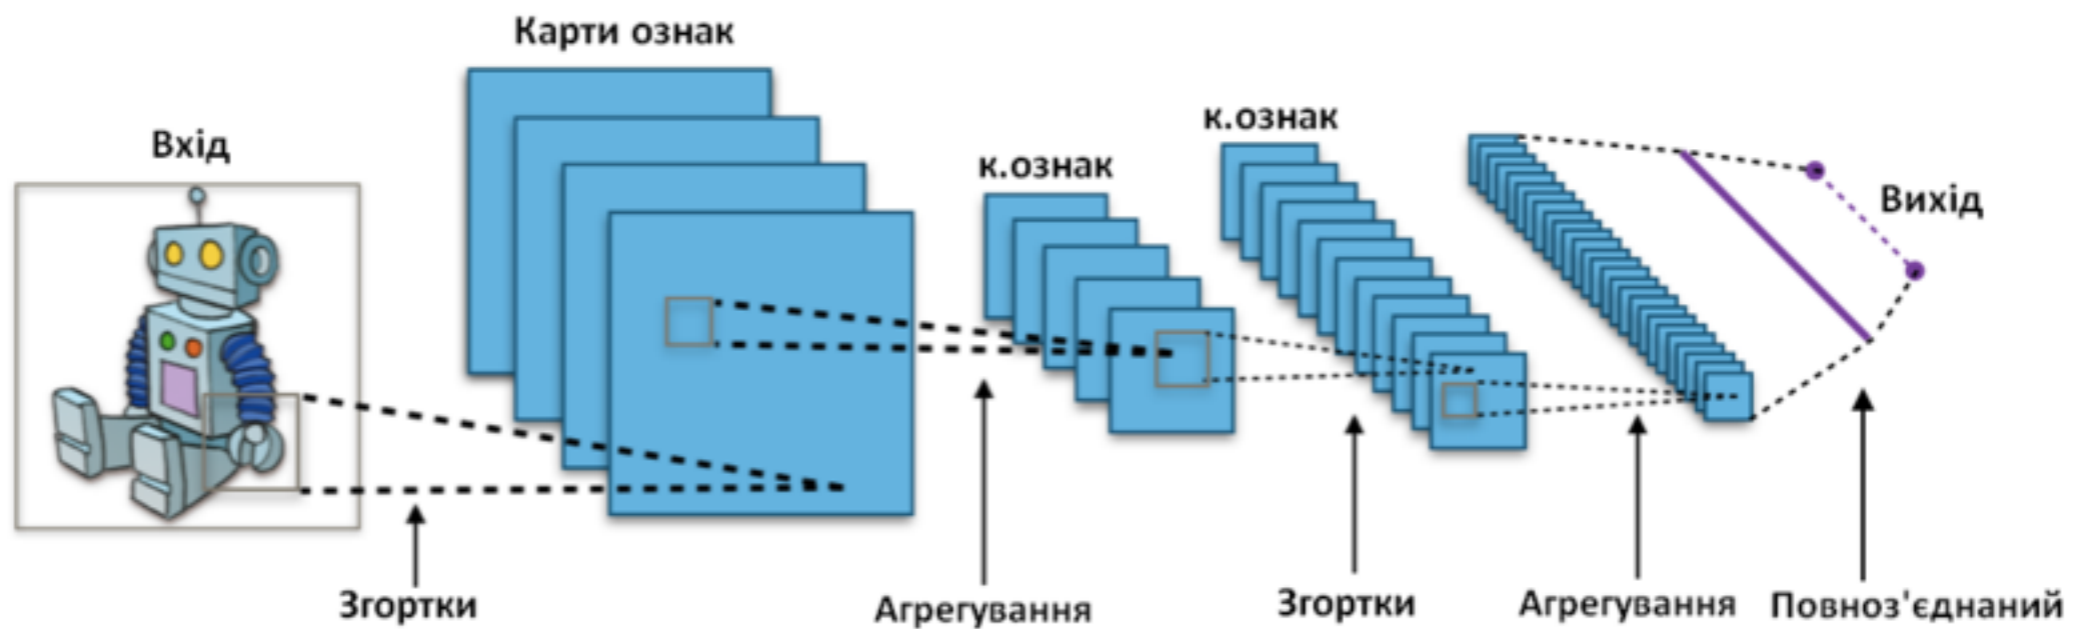 Карти ознак
к.ознак
Вхід
к.ознак
Вихід
Згортки
Агрегування
Згортки
Агрегування
Повноз'єднаний